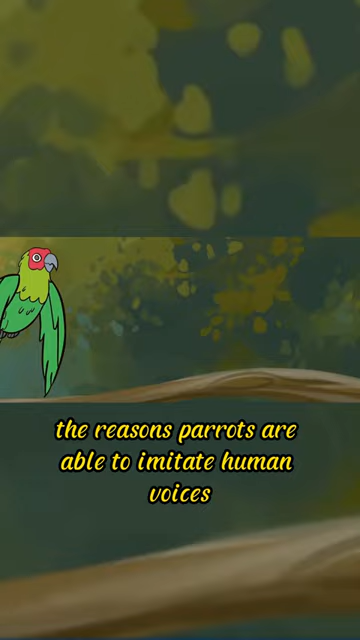 the reasons parrots are
able to imitate human
voices